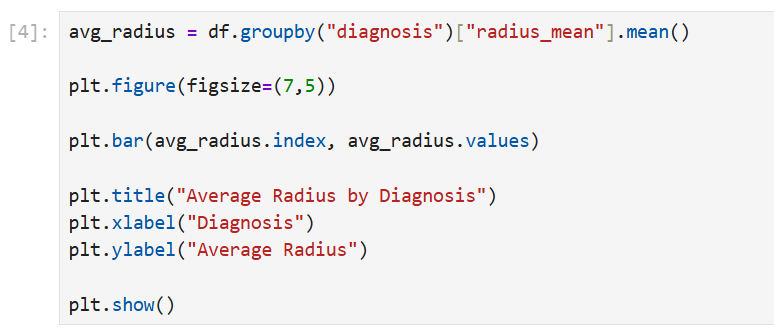 [4]: avg_radius = df.groupby("diagnosis")["radius_mean"].mean()
plt.figure(figsize=(7,5))
plt.bar(avg_radius.index, avg_radius.values)
plt.title("Average Radius by Diagnosis")
plt.xlabel("Diagnosis")
plt.ylabel("Average Radius")
plt.show()